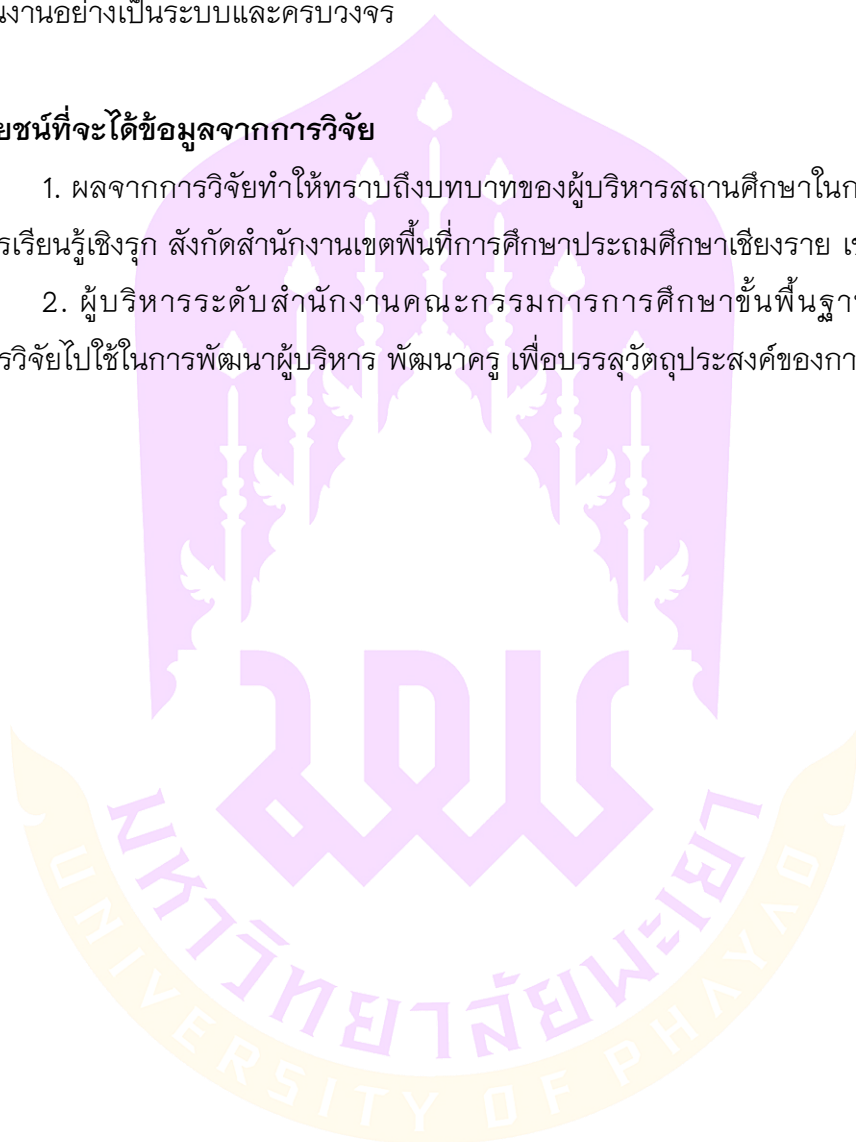 นงานอย่างเป็นระบบและครบวงจร
ยชน์ที่จะได้ข้อมูลจากการวิจัย
1. ผลจากการวิจัยทำให้ทราบถึงบทบาทของผู้บริหารสถานศึกษาในก
รเรียนรู้เชิงรุก สังกัดสำนักงานเขตพื้นที่การศึกษาประถมศึกษาเชียงราย เข
2. ผู้บริหารระดับสำนักงานคณะกรรมการการศึกษาขั้นพื้นฐาน
รวิจัยไปใช้ในการพัฒนาผู้บริหาร พัฒนาครู เพื่อบรรลุวัตถุประสงค์ของกา
มหาวิทยาลัยพะเยา
UNIVERSITY OF PHAYAO